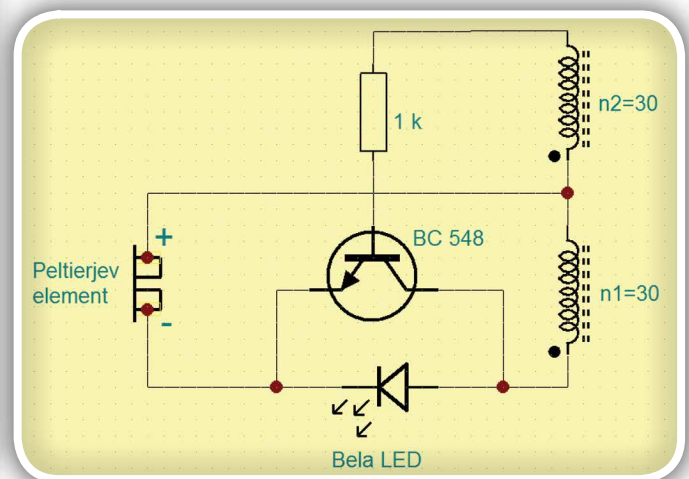 n2=30
1 k
+
BC 548
Peltierjev
element
n1=30
-
Bela LED